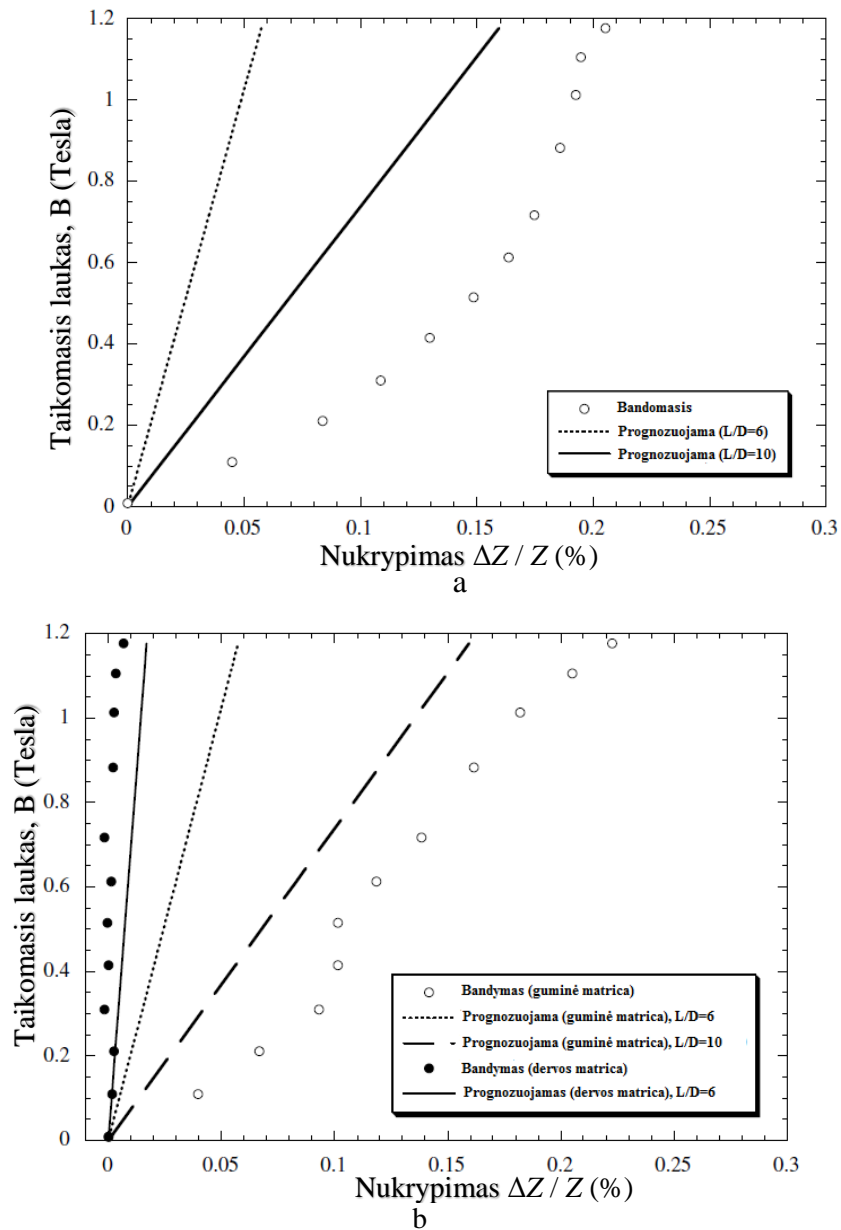 1.2
1
0.8
0.6
0.4
0.2
0
Taikomasis laukas, B (Tesla)
Bandomasis
Prognozuojama (L/D=6)
Prognozuojama (L/D=10)
0 0.05 0.1 0.15 0.2 0.25 0.3
Nukrypimas ΔZ / Z (%)
a
1.2
1
0.8
0.6
0.4
0.2
0
Taikomasis laukas, B (Tesla)
Bandymas (guminė matrica)
Prognozuojama (guminė matrica), L/D=6
Prognozuojama (guminė matrica), L/D=10
Bandymas (dervos matrica)
Prognozuojamas (dervos matrica), L/D=6
0 0.05 0.1 0.15 0.2 0.25 0.3
Nukrypimas ΔZ / Z (%)
b